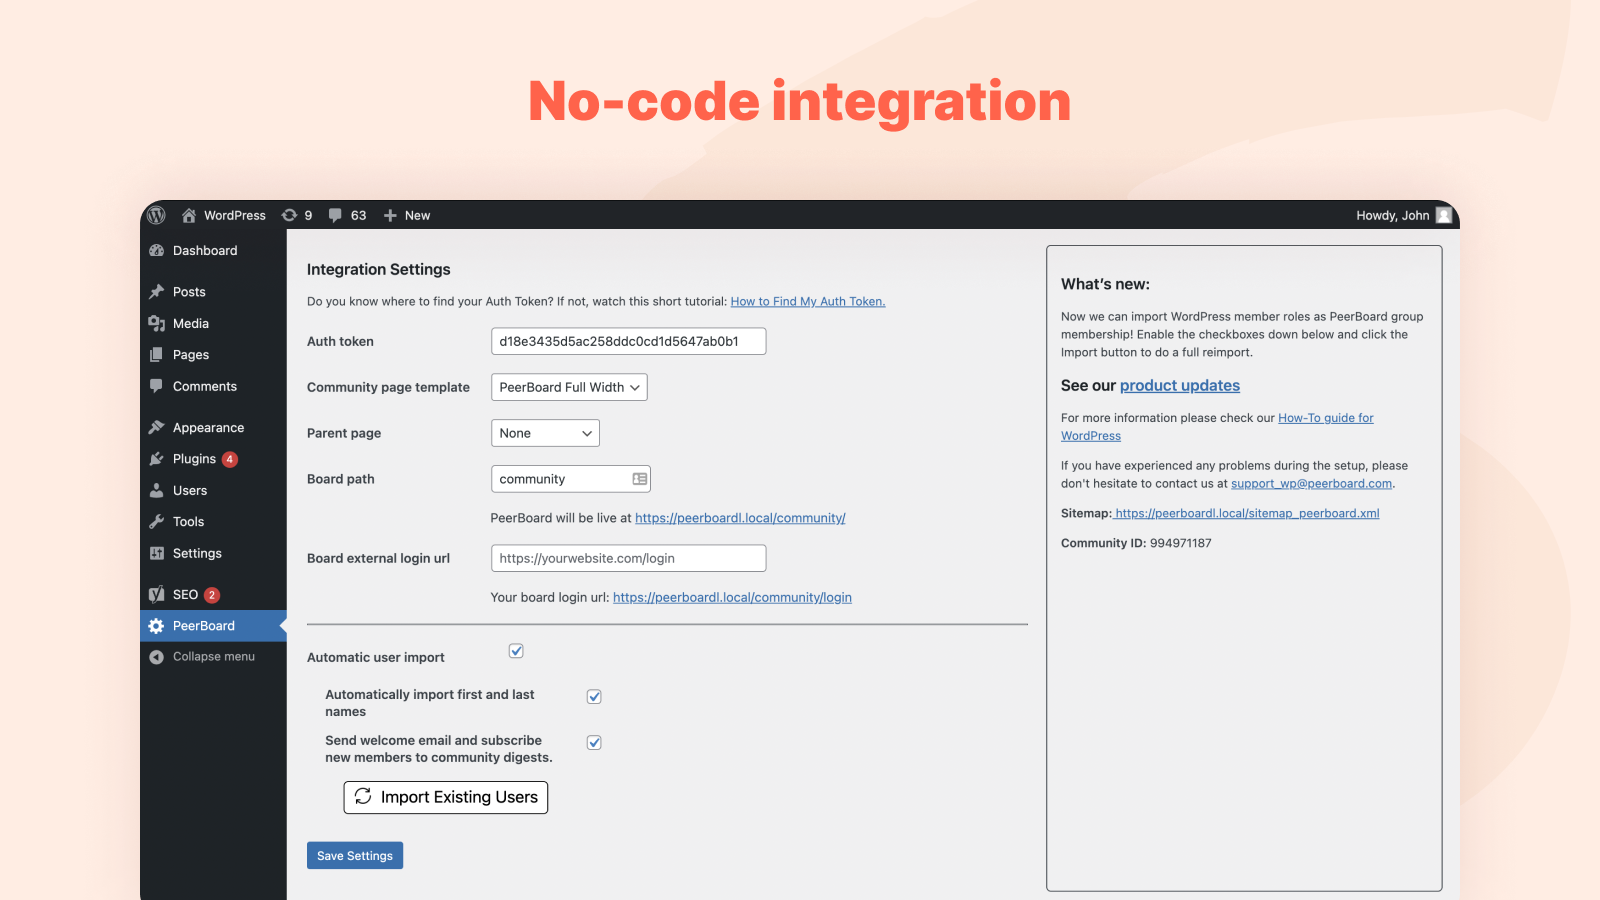 No-code integration
WordPress 9 63 New Howdy, John
Dashboard
Posts
Media
Pages
Comments
Appearance
Plugins 4
Users
Tools
Settings
SEO 2
PeerBoard
Collapse menu
Integration Settings
Do you know where to find your Auth Token? If not, watch this short tutorial: How to Find My Auth Token.
Auth token d18e3435d5ac258ddc0cd1d5647ab0b1
Community page template PeerBoard Full Width
Parent page None
Board path community
PeerBoard will be live at https://peerboardl.local/community/
Board external login url https://yourwebsite.com/login
Your board login url: https://peerboardl.local/community/login
Automatic user import
Automatically import first and last
names
Send welcome email and subscribe
new members to community digests.
Import Existing Users
Save Settings
What's new:
Now we can import WordPress member roles as PeerBoard group
membership! Enable the checkboxes down below and click the
Import button to do a full reimport.
See our product updates
For more information please check our How-To guide for
WordPress
If you have experienced any problems during the setup, please
don't hesitate to contact us at support_wp@peerboard.com.
Sitemap: https://peerboardl.local/sitemap_peerboard.xml
Community ID: 994971187